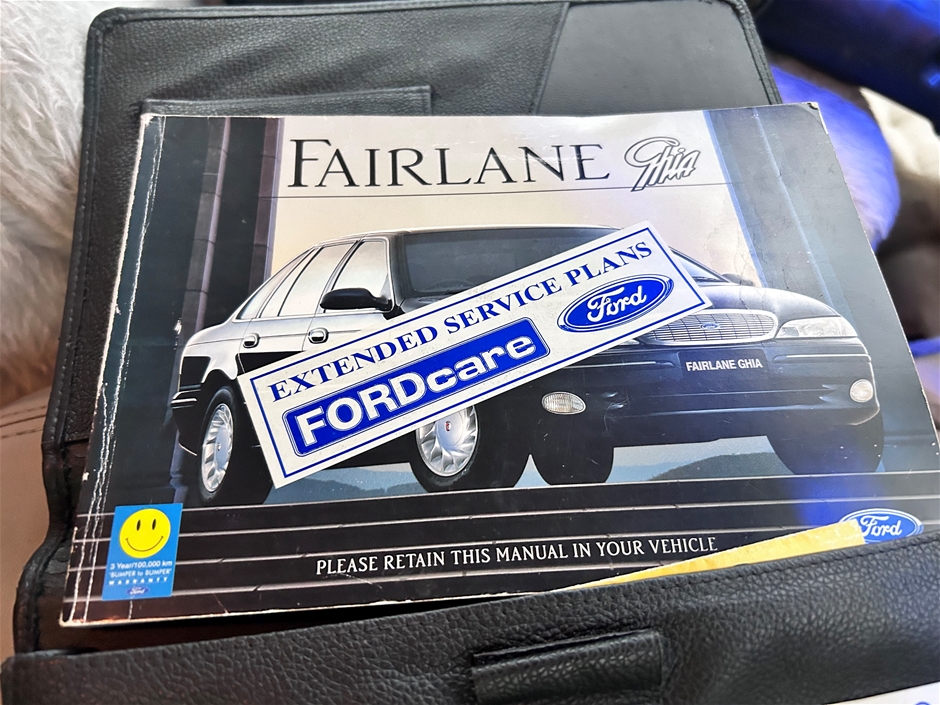 FAIRLANE Ghia
EXTENDED SERVICE PLANS
FORDcare
Ford
FAIRLANE GHIA
3 Year/100,000 km
"BUMPER to BUMPER"
WARRANTY
Ford
PLEASE RETAIN THIS MANUAL IN YOUR VEHICLE
Ford